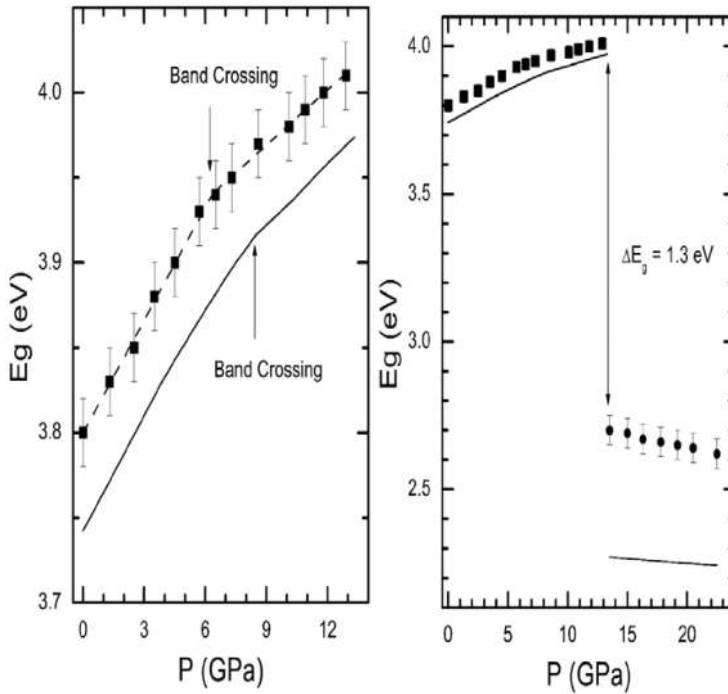 Eg (eV)
4.0
3.9
3.8
3.7
Band Crossing
Band Crossing
0 3 6 9 12
P (GPa)
Eg (eV)
4.0
3.5
3.0
2.5
ΔEg = 1.3 eV
0 5 10 15 20
P (GPa)